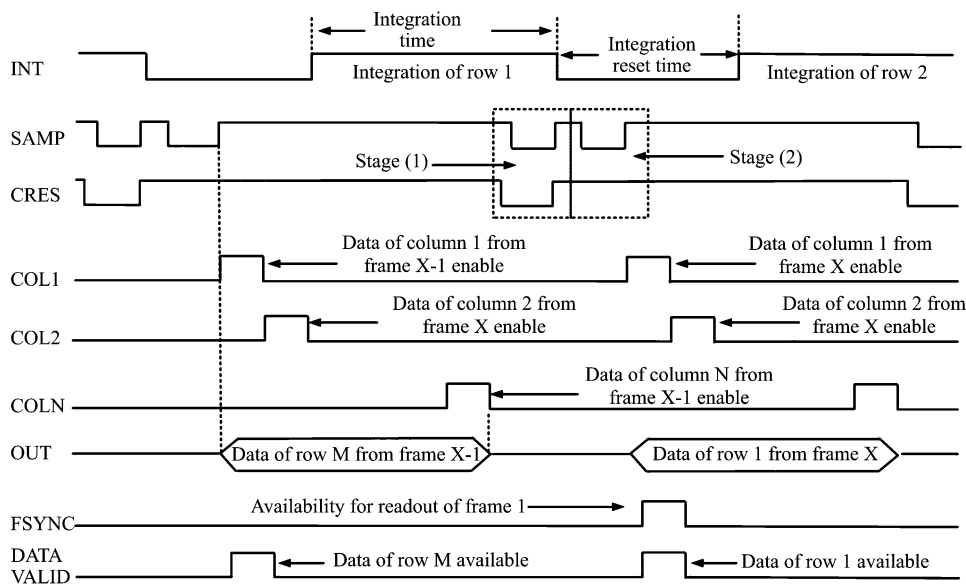 Integration
time
INT
Integration of row 1
Integration
reset time
Integration of row 2
SAMP
Stage (1)
Stage (2)
CRES
Data of column 1 from
frame X-1 enable
Data of column 1 from
frame X enable
COL1
Data of column 2 from
frame X enable
Data of column 2 from
frame X enable
COL2
Data of column N from
frame X-1 enable
COLN
OUT
Data of row M from frame X-1
Data of row 1 from frame X
Availability for readout of frame 1
FSYNC
DATA
VALID
Data of row M available
Data of row 1 available